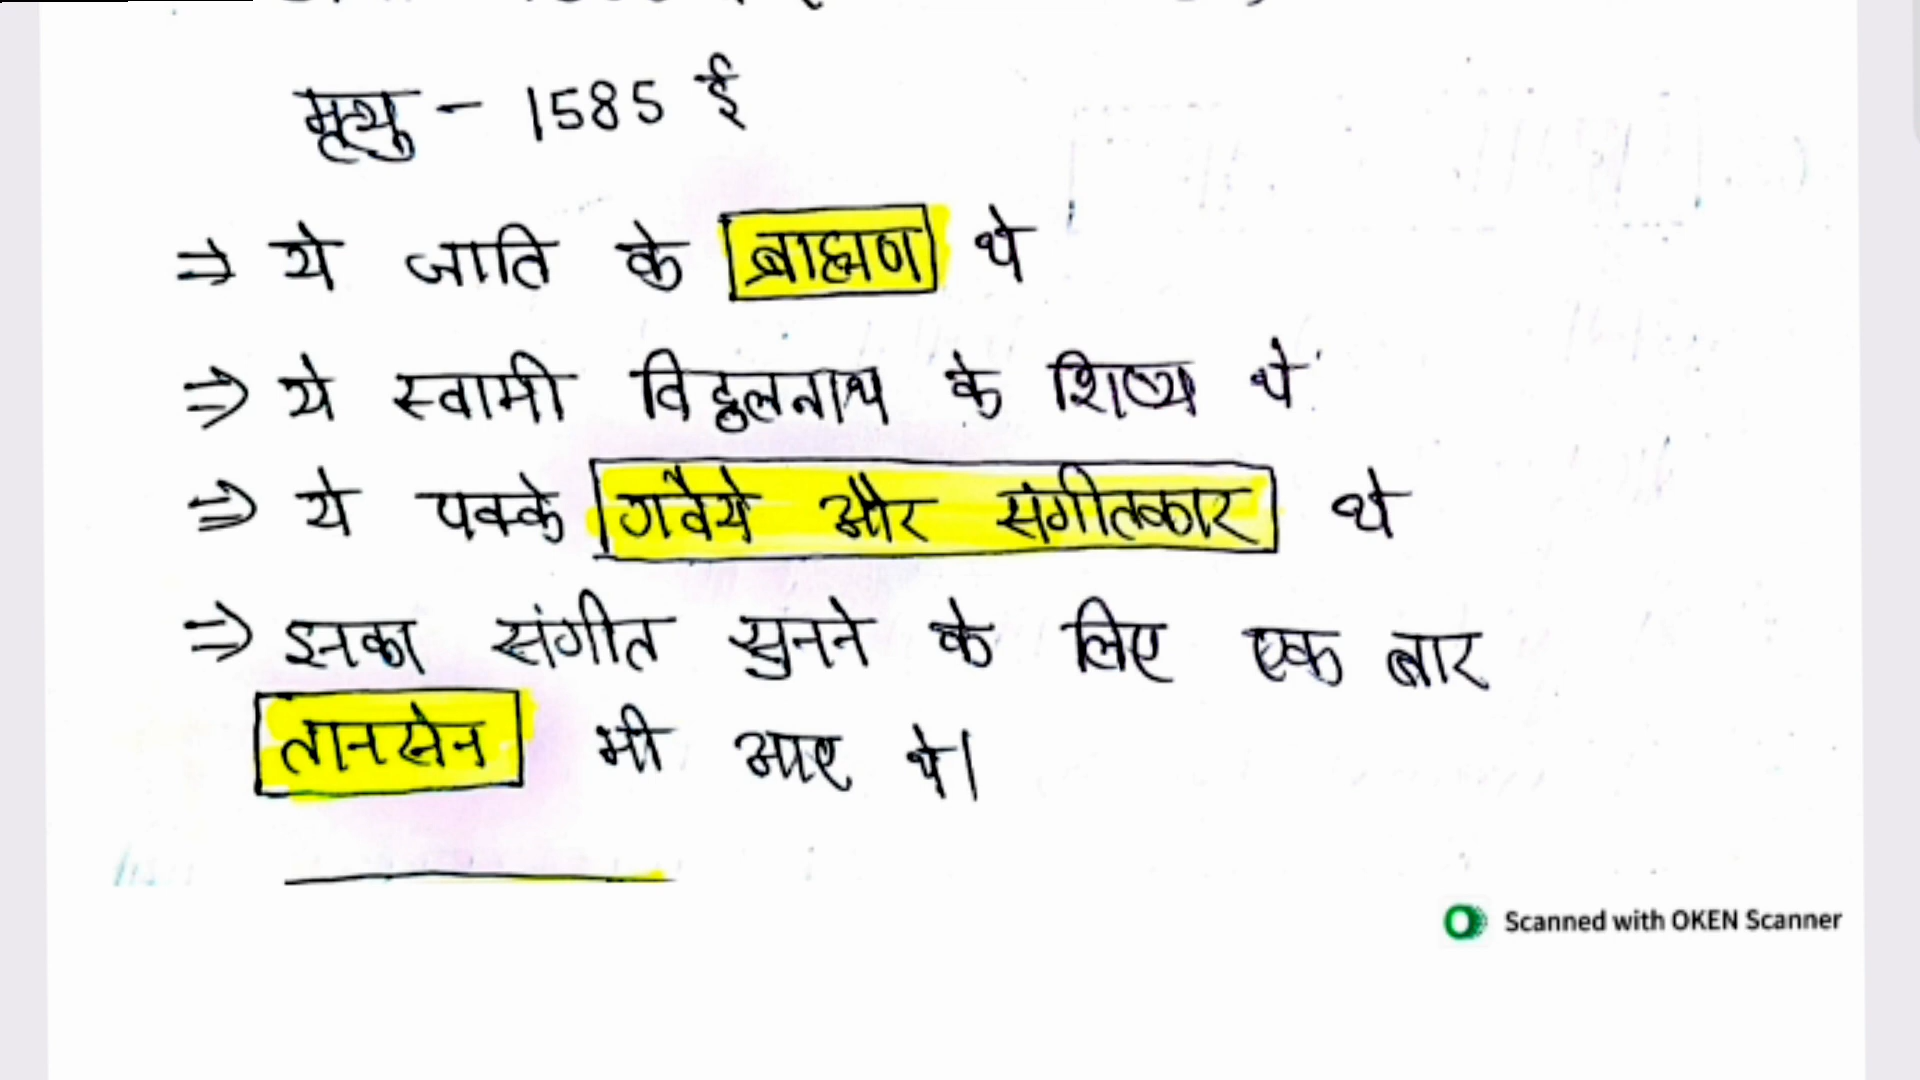 मृत्यु - 1585 ई
⇒ ये जाति के ब्राह्मण थे
⇒ ये स्वामी विट्ठलनाथ के शिष्य थे
⇒ ये पक्के गवैये और संगीतकार थे
⇒ इनका संगीत सुनने के लिए एक बार
तानसेन भी आए थे।
Scanned with OKEN Scanner